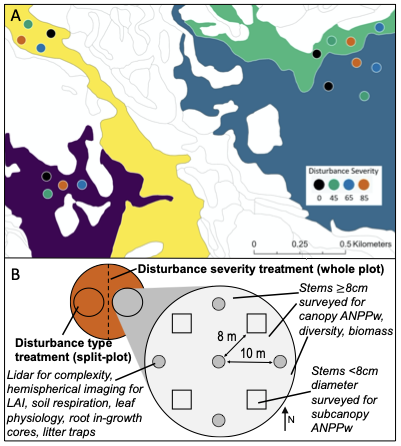 A
Disturbance Severity
0 45 65 85
0 0.25 0.5 Kilometers
B
Disturbance severity treatment (whole plot)
Stems ≥8cm
surveyed for
canopy ANPPw,
diversity, biomass
8 m
10 m
Disturbance type
treatment (split-plot)
Lidar for complexity,
hemispherical imaging for
LAI, soil respiration, leaf
physiology, root in-growth
cores, litter traps
Stems <8cm
diameter
surveyed for
subcanopy
ANPPw
N